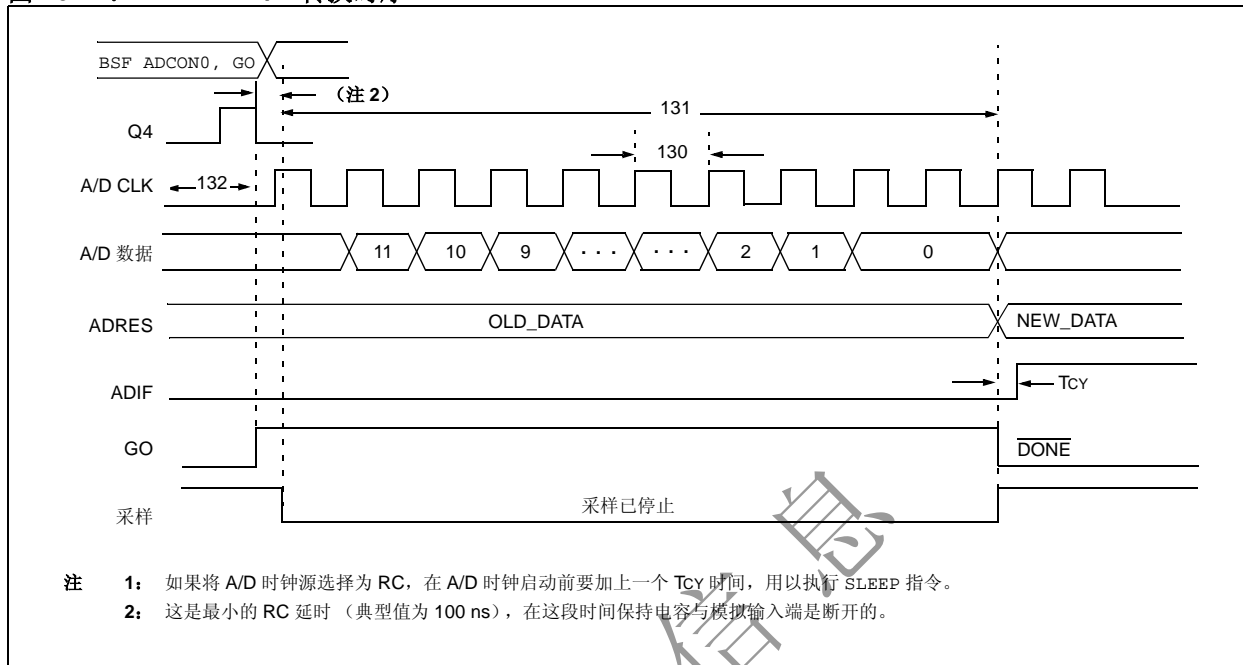 BSF ADCON0, GO
(注 2)
131
Q4
130
A/D CLK
132
A/D 数据
11 10 9 · · · · · · 2 1 0
ADRES
OLD_DATA
NEW_DATA
ADIF
TCY
GO
DONE
采样
采样已停止
注 1: 如果将 A/D 时钟源选择为 RC，在 A/D 时钟启动前要加上一个 TCY 时间，用以执行 SLEEP 指令。
2: 这是最小的 RC 延时 （典型值为 100 ns），在这段时间保持电容与模拟输入端是断开的。
信息